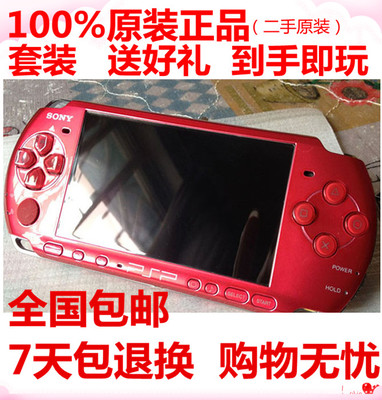 100%原装正品（二手原装）
套装 送好礼 到手即玩
SONY
PSP
SELECT
START
POWER
HOLD
全国包邮
7天包退换 购物无忧